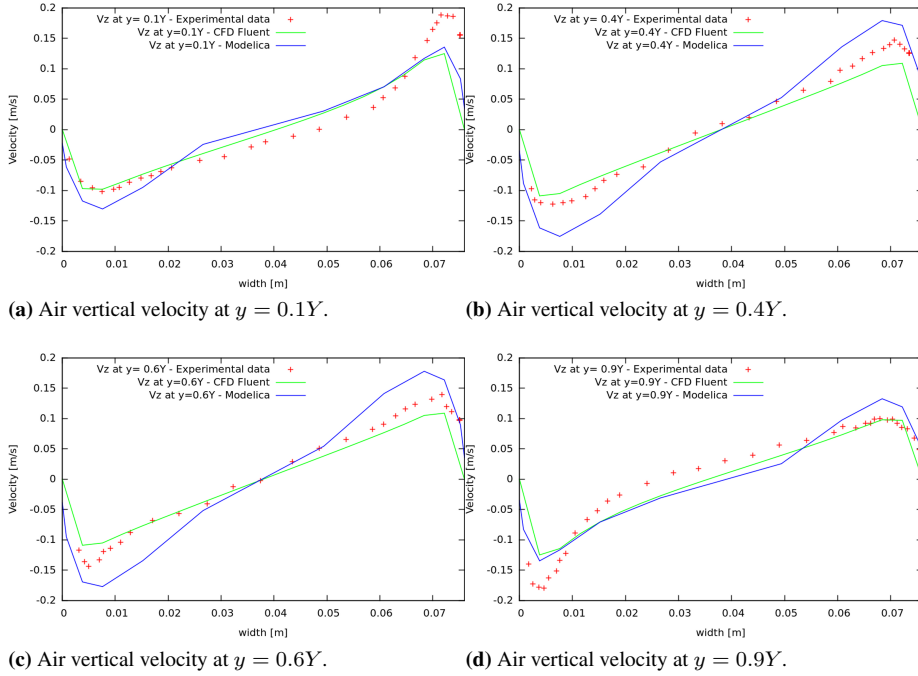 Vz at y= 0.1Y - Experimental data
Vz at y=0.1Y - CFD Fluent
Vz at y=0.1Y - Modelica
0.2
0.15
0.1
0.05
0
-0.05
-0.1
-0.15
-0.2
Velocity [m/s]
0 0.01 0.02 0.03 0.04 0.05 0.06 0.07
width [m]
(a) Air vertical velocity at y = 0.1Y.
Vz at y= 0.4Y - Experimental data
Vz at y=0.4Y - CFD Fluent
Vz at y=0.4Y - Modelica
0.2
0.15
0.1
0.05
0
-0.05
-0.1
-0.15
-0.2
Velocity [m/s]
0 0.01 0.02 0.03 0.04 0.05 0.06 0.07
width [m]
(b) Air vertical velocity at y = 0.4Y.
Vz at y= 0.6Y - Experimental data
Vz at y=0.6Y - CFD Fluent
Vz at y=0.6Y - Modelica
0.2
0.15
0.1
0.05
0
-0.05
-0.1
-0.15
-0.2
Velocity [m/s]
0 0.01 0.02 0.03 0.04 0.05 0.06 0.07
width [m]
(c) Air vertical velocity at y = 0.6Y.
Vz at y= 0.9Y - Experimental data
Vz at y=0.9Y - CFD Fluent
Vz at y=0.9Y - Modelica
0.2
0.15
0.1
0.05
0
-0.05
-0.1
-0.15
-0.2
Velocity [m/s]
0 0.01 0.02 0.03 0.04 0.05 0.06 0.07
width [m]
(d) Air vertical velocity at y = 0.9Y.